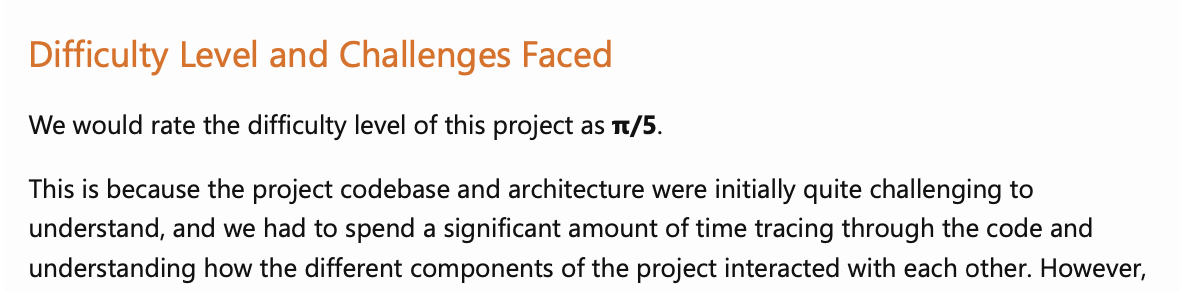 Difficulty Level and Challenges Faced
We would rate the difficulty level of this project as π/5.
This is because the project codebase and architecture were initially quite challenging to
understand, and we had to spend a significant amount of time tracing through the code and
understanding how the different components of the project interacted with each other. However,